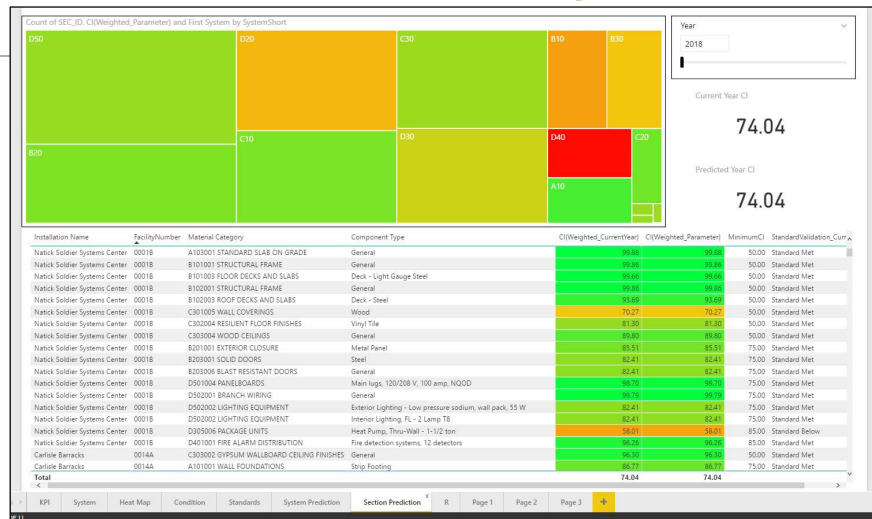 Count of SEC_ID, CI(Weighted_Parameter) and First System by SystemShort
D50
D20
C30
B10
B30
B20
C10
D30
D40
C20
A10
Year
2018
Current Year CI
74.04
Predicted Year CI
74.04
Installation Name FacilityNumber Material Category Component Type CI(Weighted_CurrentYear) CI(Weighted_Parameter) MinimumCI StandardValidation_Curr
Natick Soldier Systems Center 0001B A103001 STANDARD SLAB ON GRADE General 99.88 99.88 50.00 Standard Met
Natick Soldier Systems Center 0001B B101001 STRUCTURAL FRAME General 99.86 99.86 50.00 Standard Met
Natick Soldier Systems Center 0001B B101003 FLOOR DECKS AND SLABS Deck - Light Gauge Steel 99.66 99.66 50.00 Standard Met
Natick Soldier Systems Center 0001B B102001 STRUCTURAL FRAME General 99.86 99.86 50.00 Standard Met
Natick Soldier Systems Center 0001B B102003 ROOF DECKS AND SLABS Deck - Steel 93.69 93.69 50.00 Standard Met
Natick Soldier Systems Center 0001B C301005 WALL COVERINGS Wood 70.27 70.27 50.00 Standard Met
Natick Soldier Systems Center 0001B C302004 RESILIENT FLOOR FINISHES Vinyl Tile 81.30 81.30 50.00 Standard Met
Natick Soldier Systems Center 0001B C303004 WOOD CEILINGS General 89.80 89.80 50.00 Standard Met
Natick Soldier Systems Center 0001B B201001 EXTERIOR CLOSURE Metal Panel 85.51 85.51 75.00 Standard Met
Natick Soldier Systems Center 0001B B203001 SOLID DOORS Steel 82.41 82.41 75.00 Standard Met
Natick Soldier Systems Center 0001B B203006 BLAST RESISTANT DOORS General 82.41 82.41 75.00 Standard Met
Natick Soldier Systems Center 0001B D501004 PANELBOARDS Main lugs, 120/208 V, 100 amp, NQOD 98.70 98.70 75.00 Standard Met
Natick Soldier Systems Center 0001B D502001 BRANCH WIRING General 99.79 99.79 75.00 Standard Met
Natick Soldier Systems Center 0001B D502002 LIGHTING EQUIPMENT Exterior Lighting - Low pressure sodium, wall pack, 55 W 82.41 82.41 75.00 Standard Met
Natick Soldier Systems Center 0001B D502002 LIGHTING EQUIPMENT Interior Lighting, FL - 2 Lamp T8 82.41 82.41 75.00 Standard Met
Natick Soldier Systems Center 0001B D305006 PACKAGE UNITS Heat Pump, Thru-Wall - 1-1/2 ton 58.01 58.01 85.00 Standard Below
Natick Soldier Systems Center 0001B D401001 FIRE ALARM DISTRIBUTION Fire detection systems, 12 detectors 96.26 96.26 85.00 Standard Met
Carlisle Barracks 0014A C303002 GYPSUM WALLBOARD CEILING FINISHES General 96.30 96.30 50.00 Standard Met
Carlisle Barracks 0014A A101001 WALL FOUNDATIONS Strip Footing 86.77 86.77 75.00 Standard Met
Total 74.04 74.04
KPI System Heat Map Condition Standards System Prediction Section Prediction x R Page 1 Page 2 Page 3 +